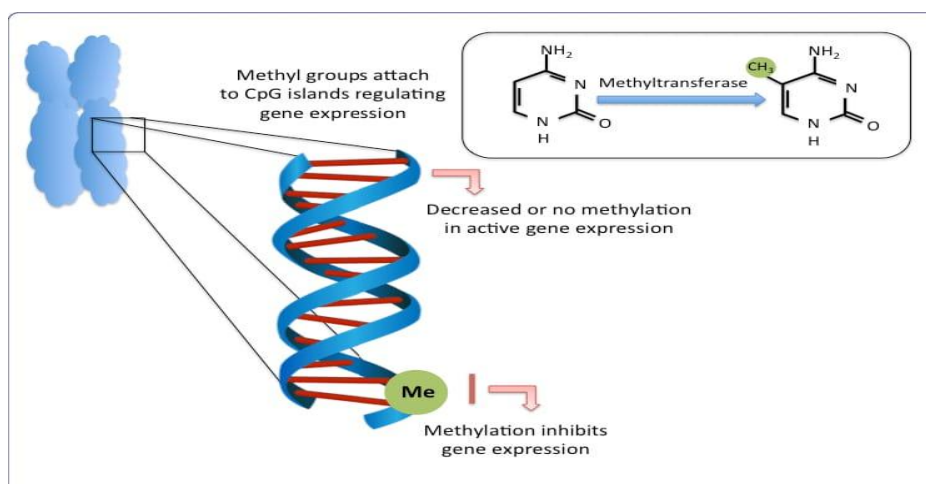 Methyl groups attach
to CpG islands regulating
gene expression
NH₂
N
N
H
O
Methyltransferase
CH₃
NH₂
N
N
H
O
Decreased or no methylation
in active gene expression
Me
Methylation inhibits
gene expression